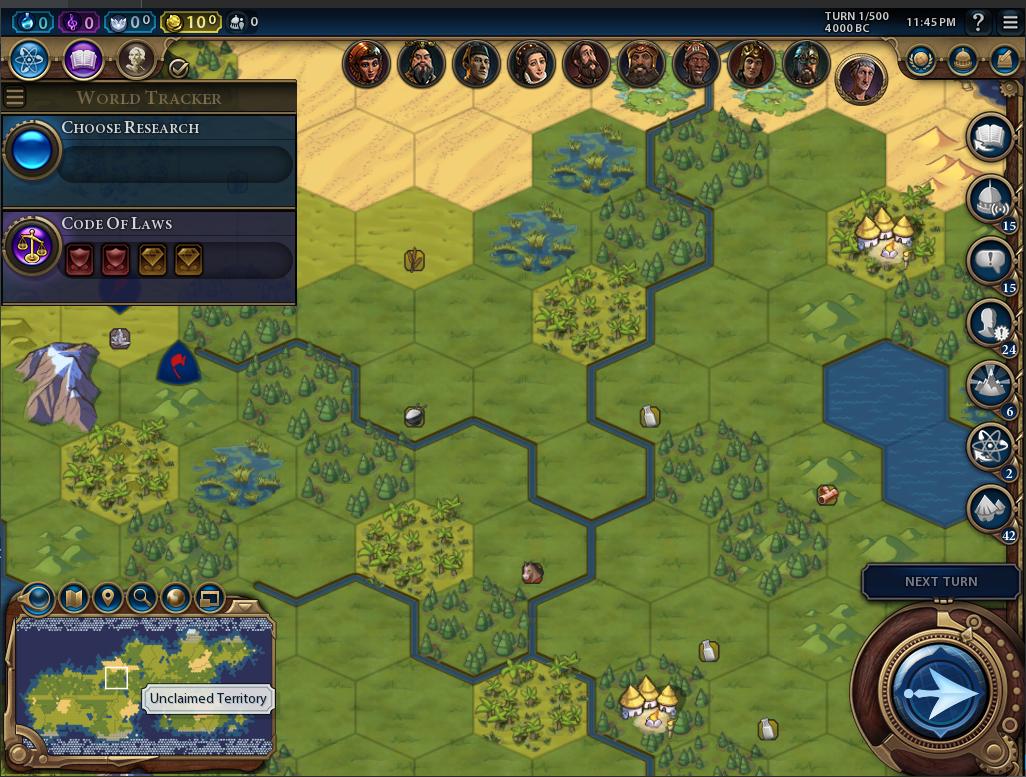 0 0 0⁰ 10⁰ 0
TURN 1/500
4000 BC
11:45 PM
?
WORLD TRACKER
CHOOSE RESEARCH
CODE OF LAWS
15
15
24
6
2
42
NEXT TURN
Unclaimed Territory